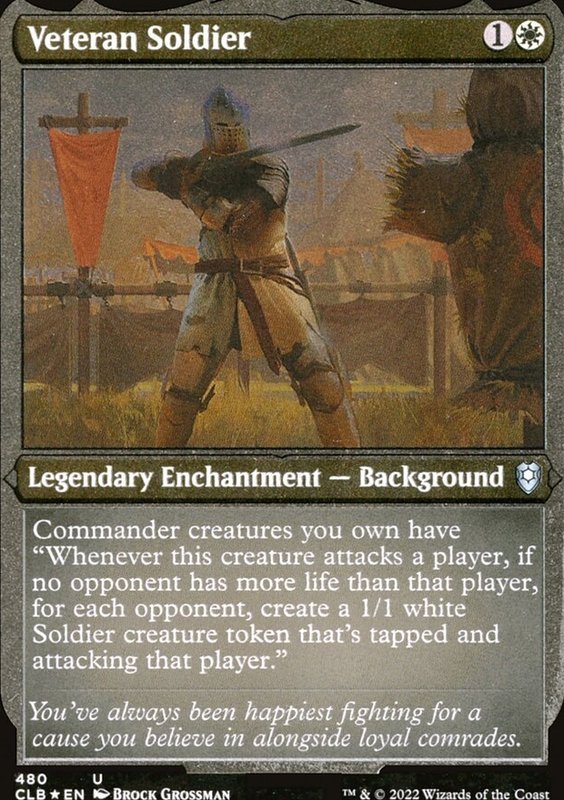 Veteran Soldier 1
Legendary Enchantment — Background
Commander creatures you own have
“Whenever this creature attacks a player, if
no opponent has more life than that player,
for each opponent, create a 1/1 white
Soldier creature token that’s tapped and
attacking that player.”
You’ve always been happiest fighting for a
cause you believe in alongside loyal comrades.
480 U
CLB★EN Brock Grossman ™ & © 2022 Wizards of the Coast